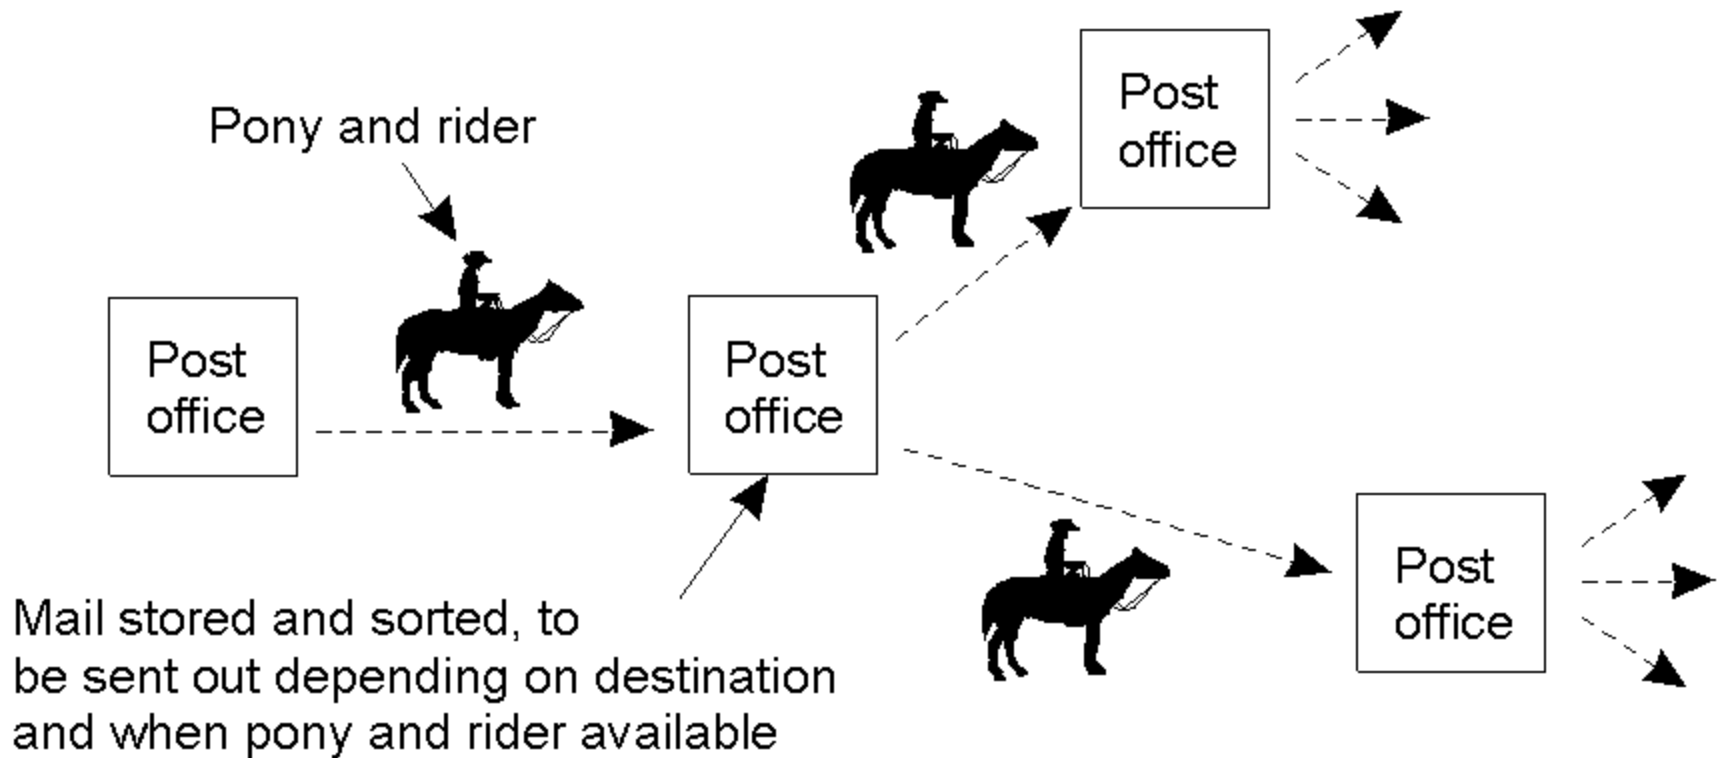 Pony and rider
Post
office
Post
office
Post
office
Post
office
Mail stored and sorted, to
be sent out depending on destination
and when pony and rider available